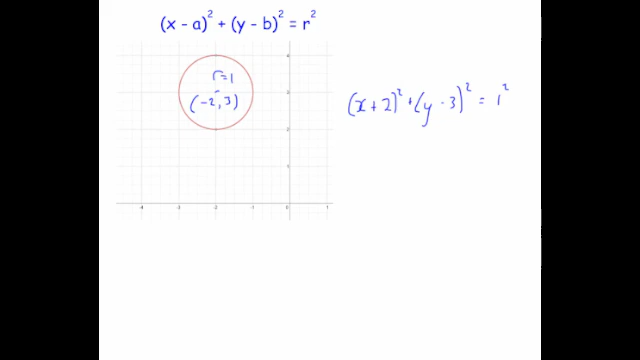 (x - a)² + (y - b)² = r²
4
r=1
3
(-2, 3)
(x + 2)² + (y - 3)² = 1²
2
1
-4 -3 -2 -1 0 1